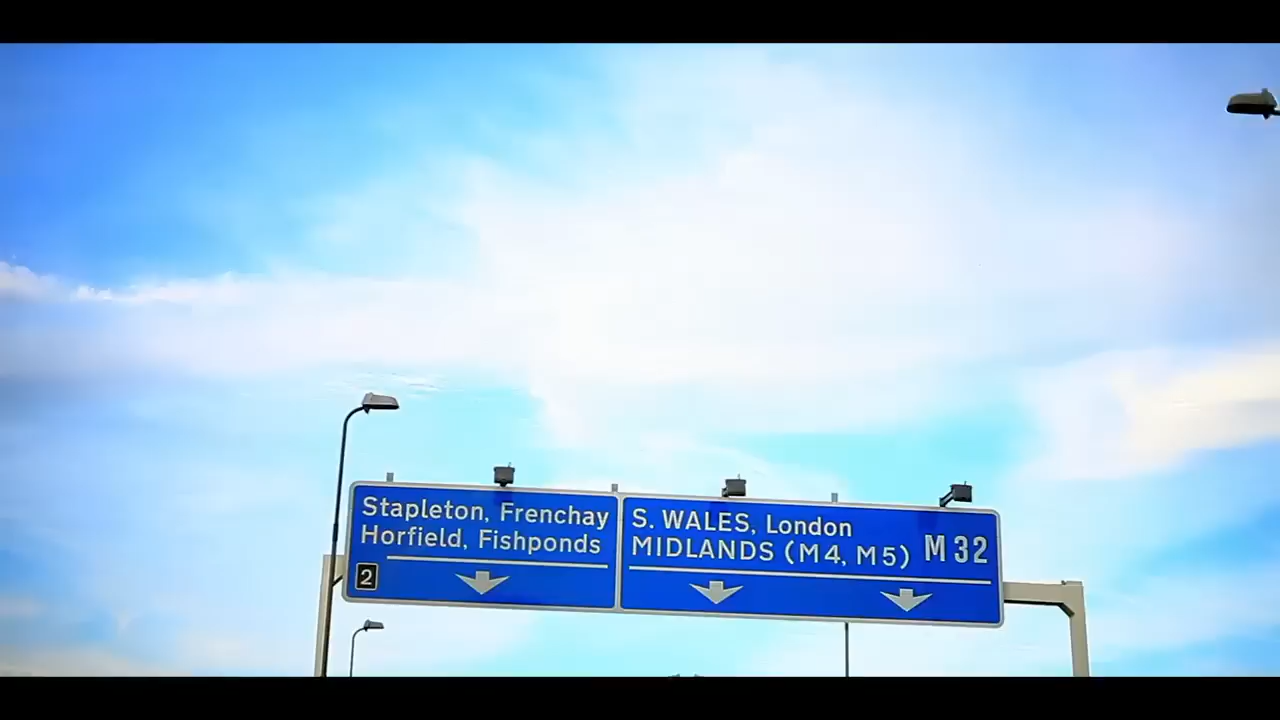 Stapleton, Frenchay
Horfield, Fishponds
2
S. WALES, London
MIDLANDS (M4, M5)
M 32